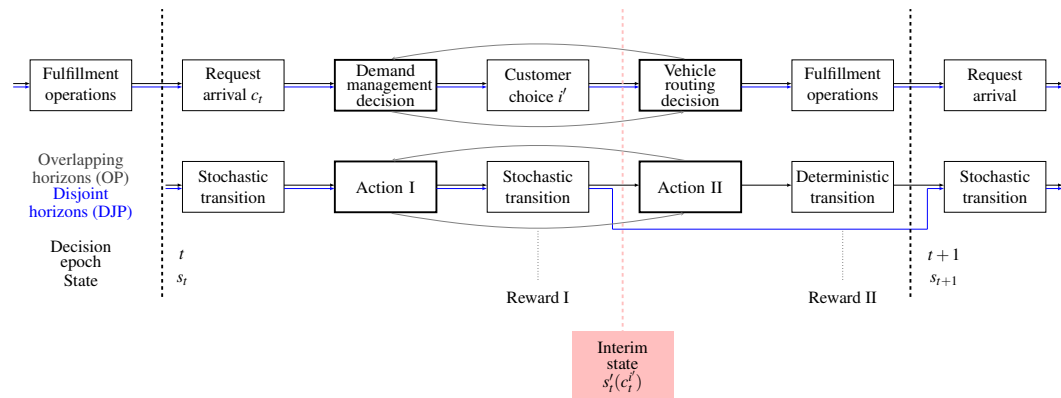 Fulfillment
operations
Request
arrival c_t
Demand
management
decision
Customer
choice i′
Vehicle
routing
decision
Fulfillment
operations
Request
arrival
Overlapping
horizons (OP)
Disjoint
horizons (DJP)
Stochastic
transition
Action I
Stochastic
transition
Action II
Deterministic
transition
Stochastic
transition
Decision
epoch
State
t
s_t
t + 1
s_{t+1}
Reward I
Reward II
Interim
state
s′_t(c_t^{i′})